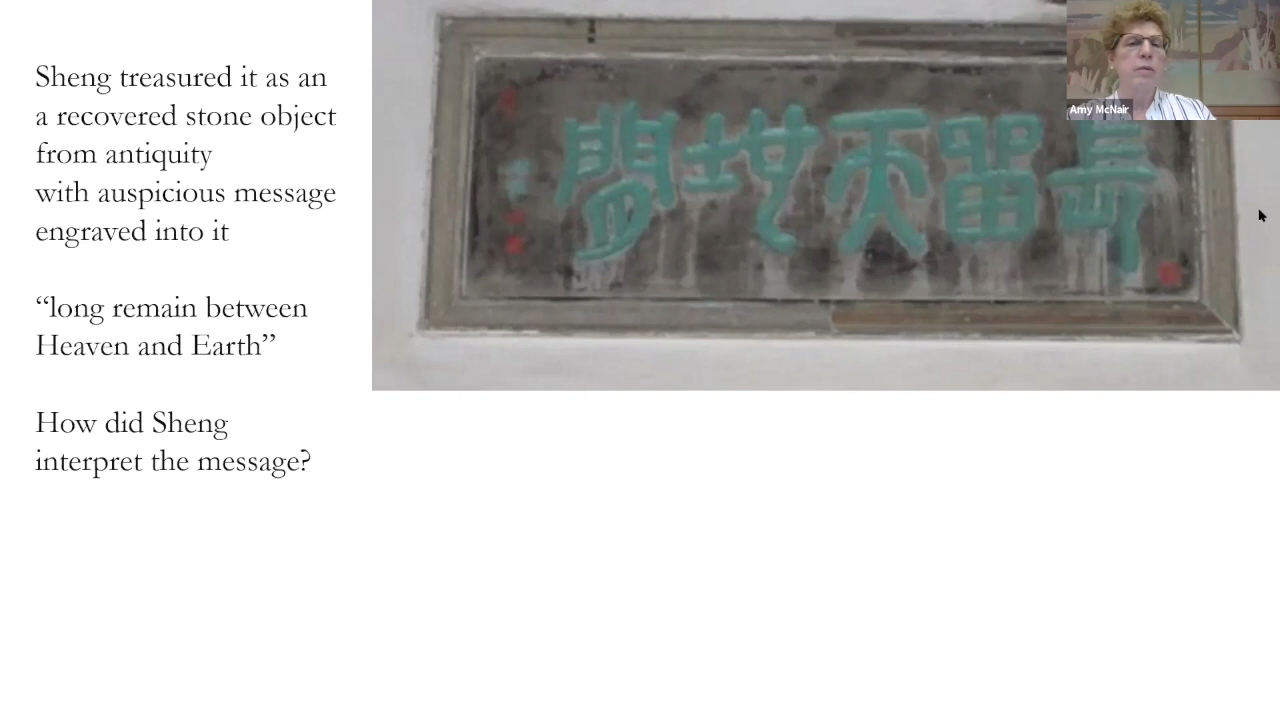 Sheng treasured it as an
a recovered stone object
from antiquity
with auspicious message
engraved into it
“long remain between
Heaven and Earth”
How did Sheng
interpret the message?
長留天地間
Amy McNair